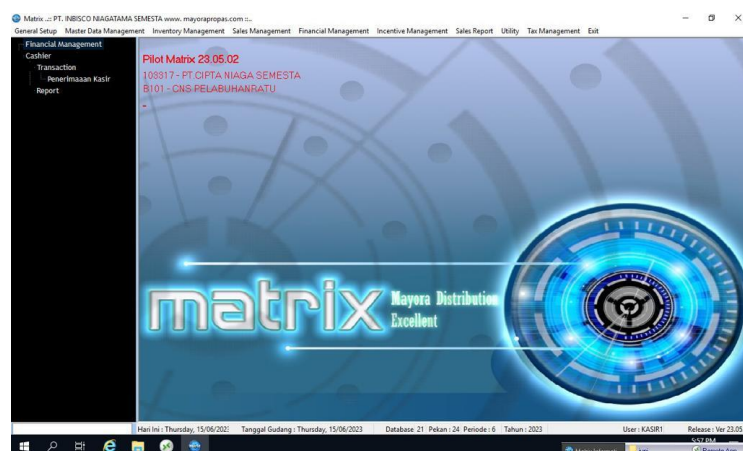 Matrix ..:: PT. INBISCO NIAGATAMA SEMESTA www. mayorapropas.com ::..
General Setup Master Data Management Inventory Management Sales Management Financial Management Incentive Management Sales Report Utility Tax Management Exit
Financial Management
Cashier
Transaction
Penerimaaan Kasir
Report
Pilot Matrix 23.05.02
103317 - PT.CIPTA NIAGA SEMESTA
B101 - CNS PELABUHANRATU
-
matrix
Mayora Distribution
Excellent
Hari Ini : Thursday, 15/06/2023 Tanggal Gudang : Thursday, 15/06/2023 Database 21 Pekan : 24 Periode : 6 Tahun : 2023 User : KASIR1 Release : Ver 23.05
5:57 PM